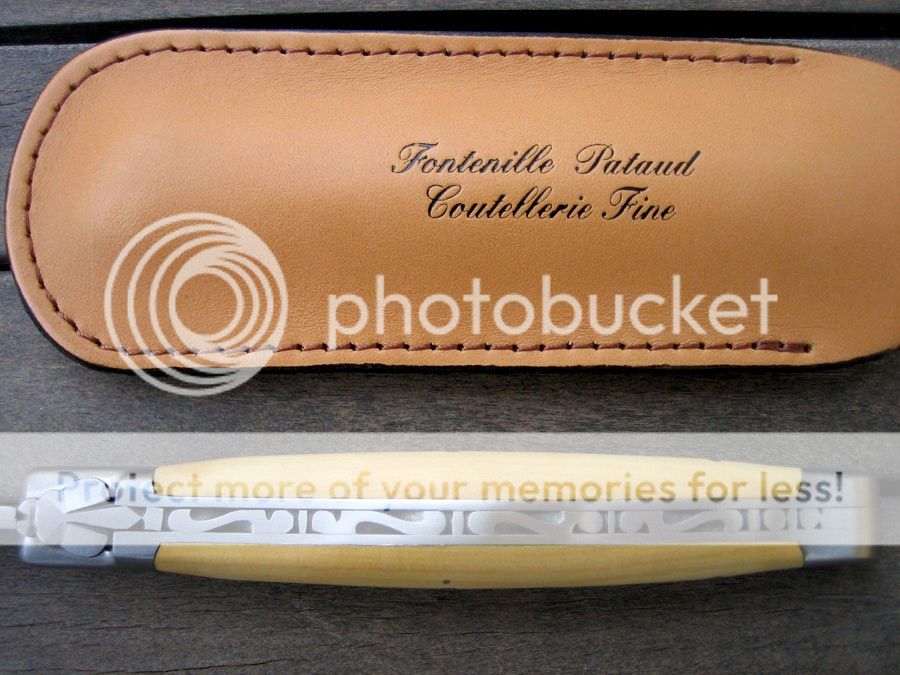 Fontenille Pataud
Coutellerie Fine
photobucket
Protect more of your memories for less!